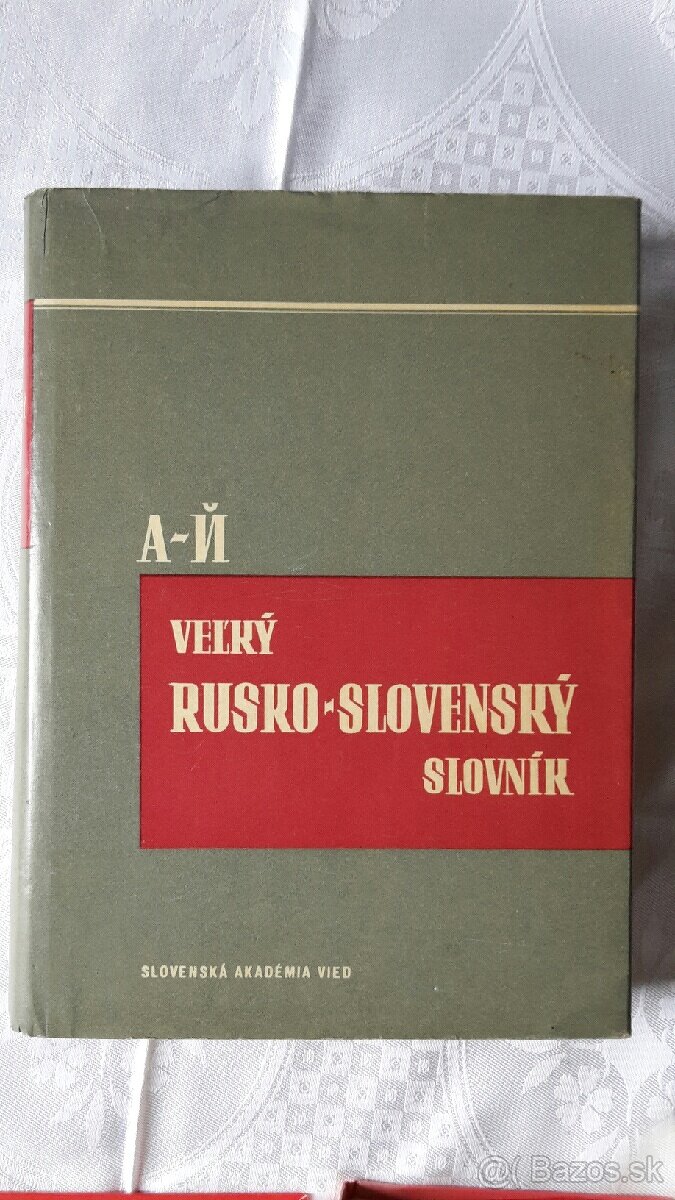 А-Й
VEĽKÝ
RUSKO-SLOVENSKÝ
SLOVNÍK
SLOVENSKÁ AKADÉMIA VIED
@( Bazos.sk